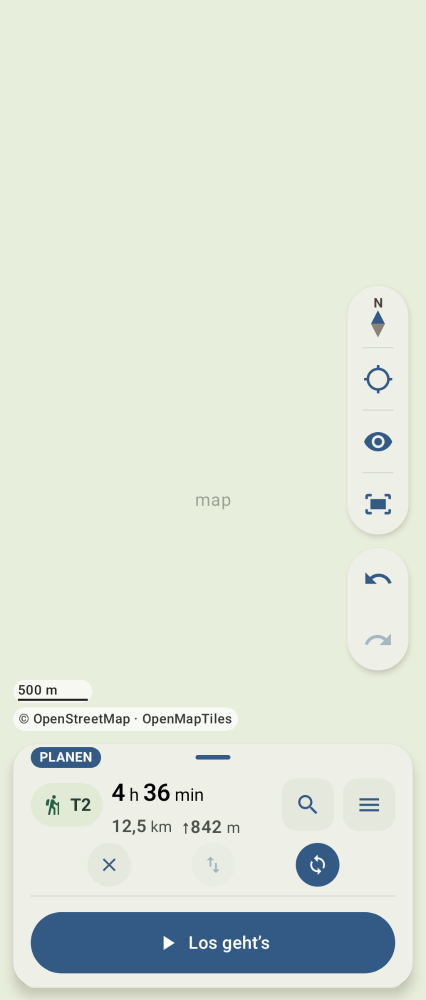 N
map
500 m
© OpenStreetMap · OpenMapTiles
PLANEN
T2
4 h 36 min
12,5 km ↑842 m
Los geht's